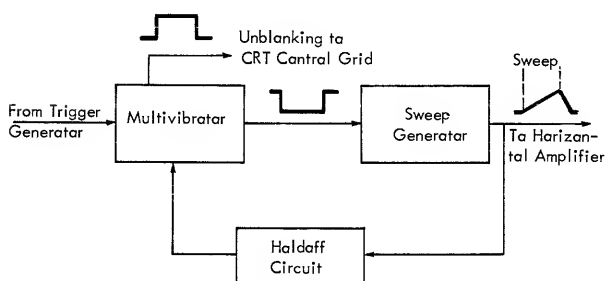 Unblanking ta
CRT Cantral Grid
Sweep
From Trigger
Generatar
Multivibratar
Sweep
Generatar
Ta Harizan-
tal Amplifier
Haldaff
Circuit